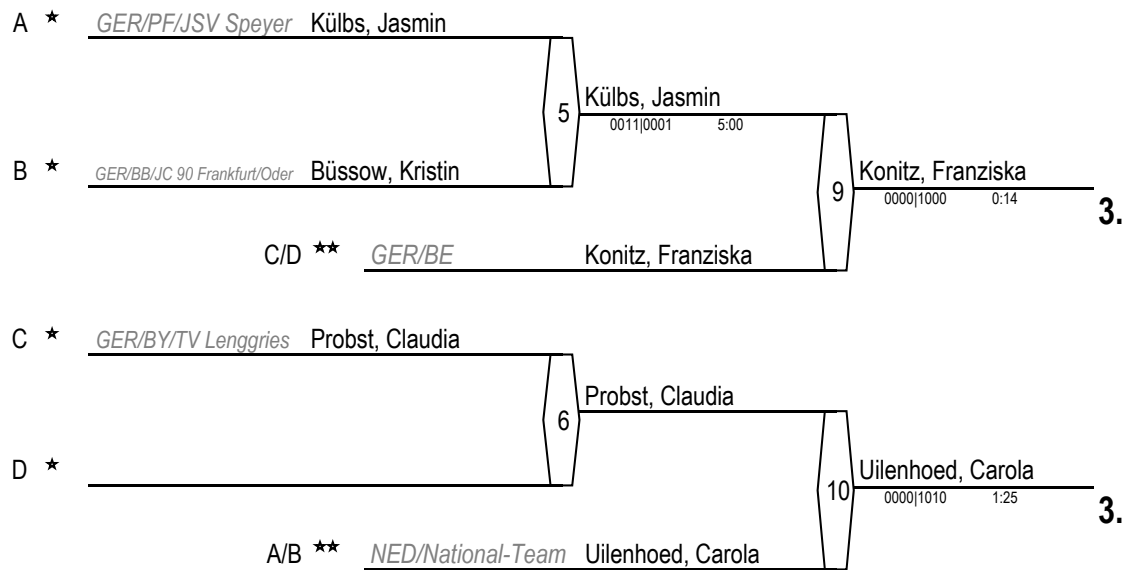 A ★ GER/PF/JSV Speyer Külbs, Jasmin
5 Külbs, Jasmin
0011|0001 5:00
B ★ GER/BB/JC 90 Frankfurt/Oder Büssow, Kristin
9 Konitz, Franziska
0000|1000 0:14
3.
C/D ★★ GER/BE Konitz, Franziska
C ★ GER/BY/TV Lenggries Probst, Claudia
6 Probst, Claudia
D ★
10 Uilenhoed, Carola
0000|1010 1:25
3.
A/B ★★ NED/National-Team Uilenhoed, Carola